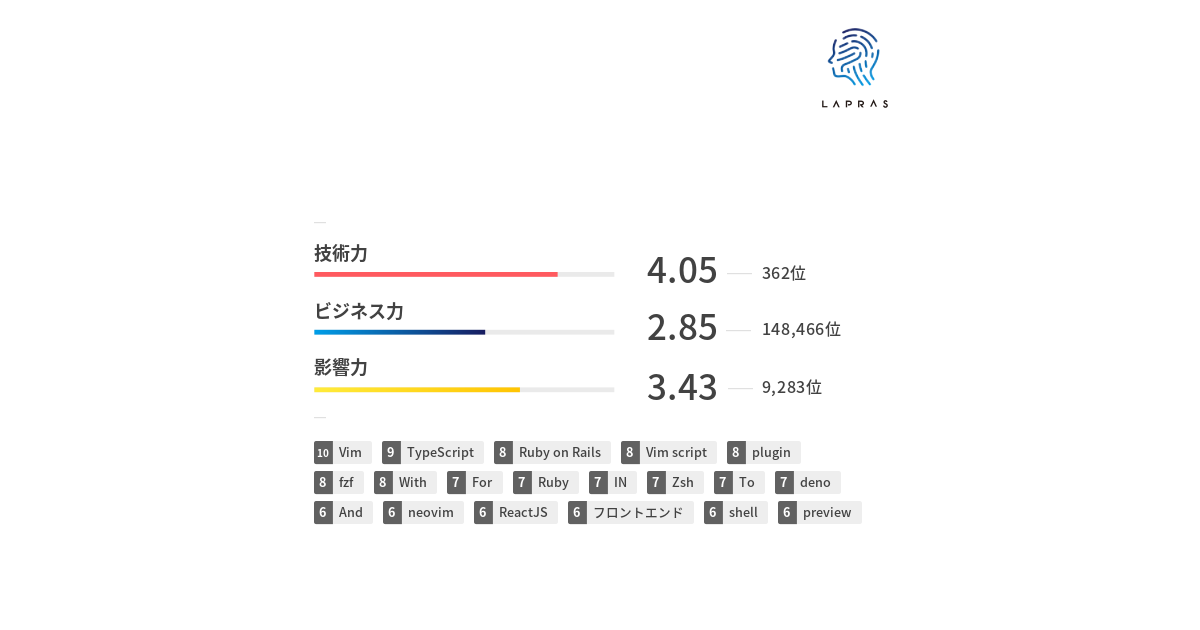 LAPRAS
技術力
4.05 362位
ビジネス力
2.85 148,466位
影響力
3.43 9,283位
10 Vim 9 TypeScript 8 Ruby on Rails 8 Vim script 8 plugin
8 fzf 8 With 7 For 7 Ruby 7 IN 7 Zsh 7 To 7 deno
6 And 6 neovim 6 ReactJS 6 フロントエンド 6 shell 6 preview